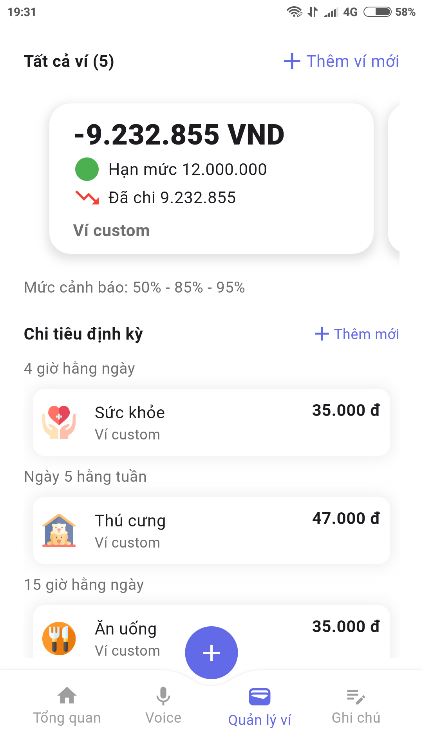 19:31 4G 58%
Tất cả ví (5) + Thêm ví mới
-9.232.855 VND
Hạn mức 12.000.000
Đã chi 9.232.855
Ví custom
Mức cảnh báo: 50% - 85% - 95%
Chi tiêu định kỳ + Thêm mới
4 giờ hằng ngày
Sức khỏe 35.000 đ
Ví custom
Ngày 5 hằng tuần
Thú cưng 47.000 đ
Ví custom
15 giờ hằng ngày
Ăn uống 35.000 đ
Ví custom
Tổng quan Voice Quản lý ví Ghi chú